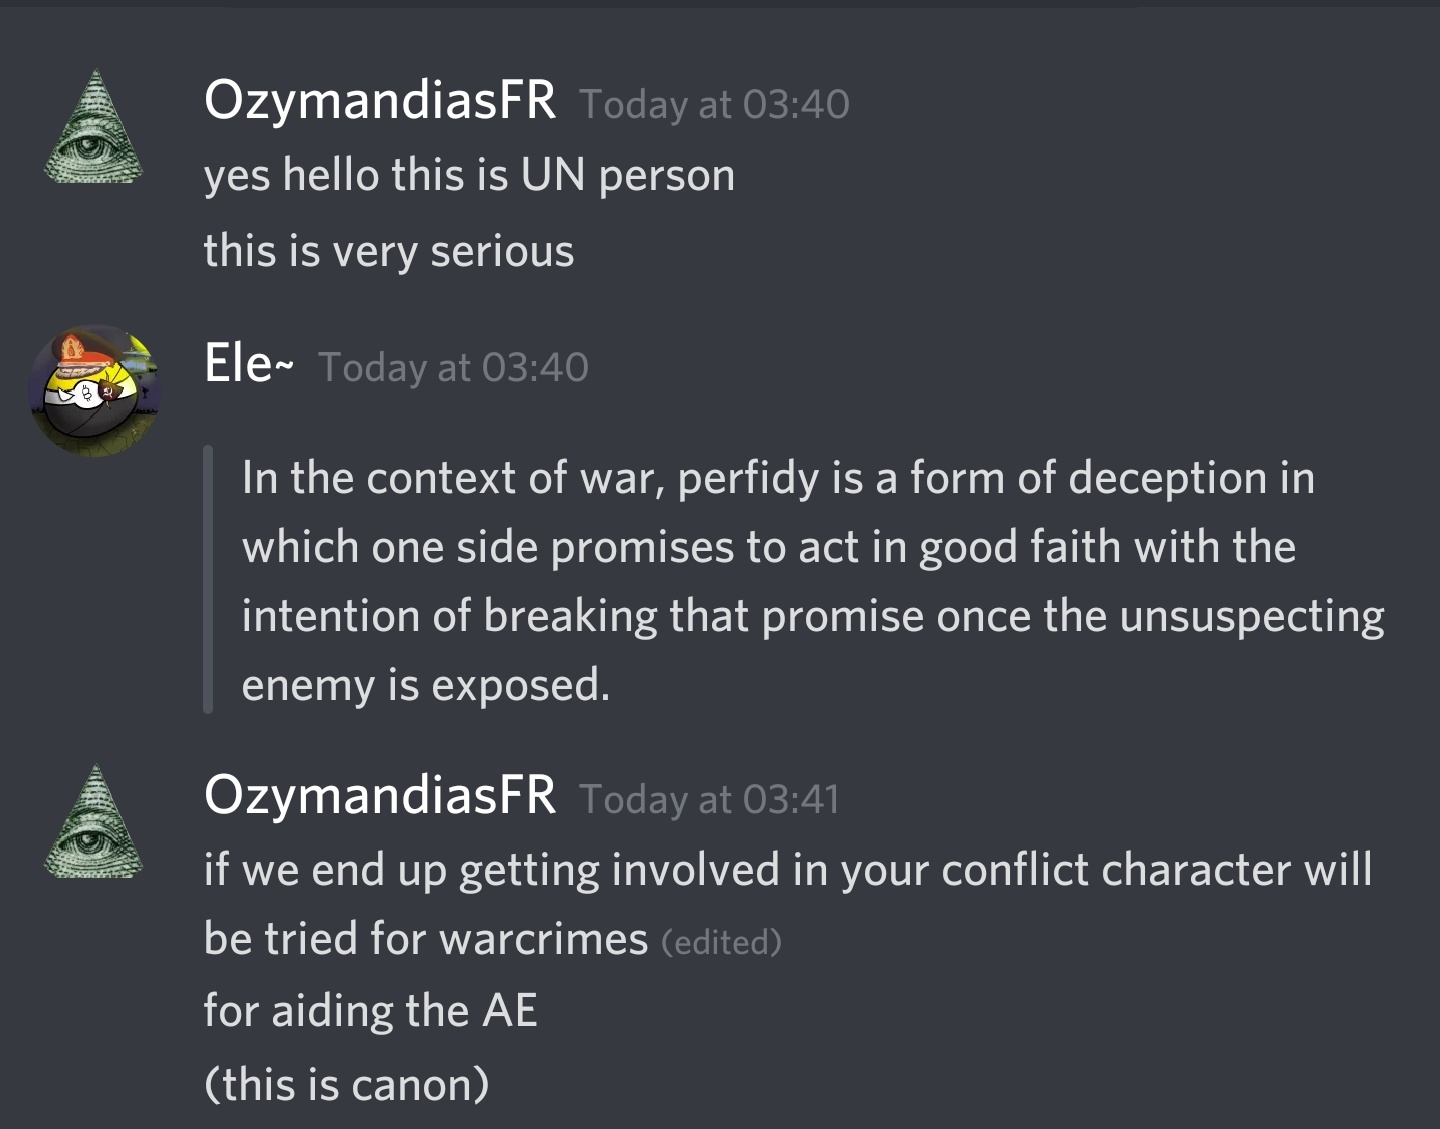 OzymandiasFR Today at 03:40
yes hello this is UN person
this is very serious
Ele~ Today at 03:40
In the context of war, perfidy is a form of deception in
which one side promises to act in good faith with the
intention of breaking that promise once the unsuspecting
enemy is exposed.
OzymandiasFR Today at 03:41
if we end up getting involved in your conflict character will
be tried for warcrimes (edited)
for aiding the AE
(this is canon)